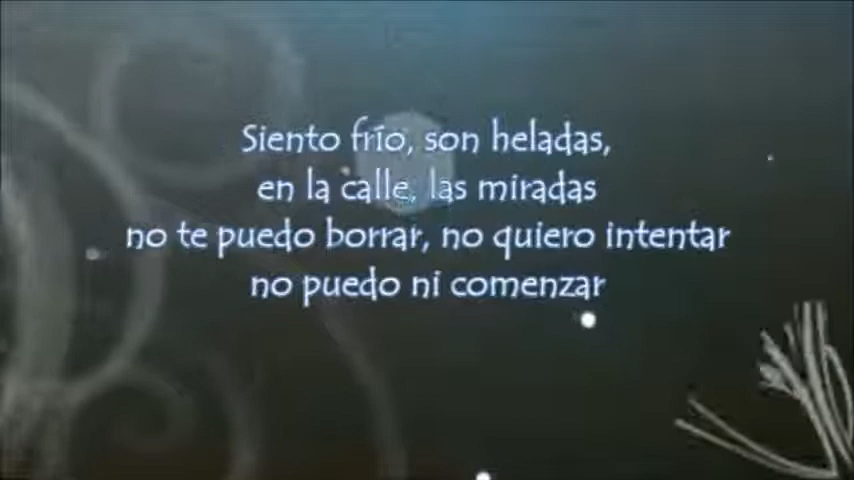 Siento frío, son heladas,
en la calle, las miradas
no te puedo borrar, no quiero intentar
no puedo ni comenzar